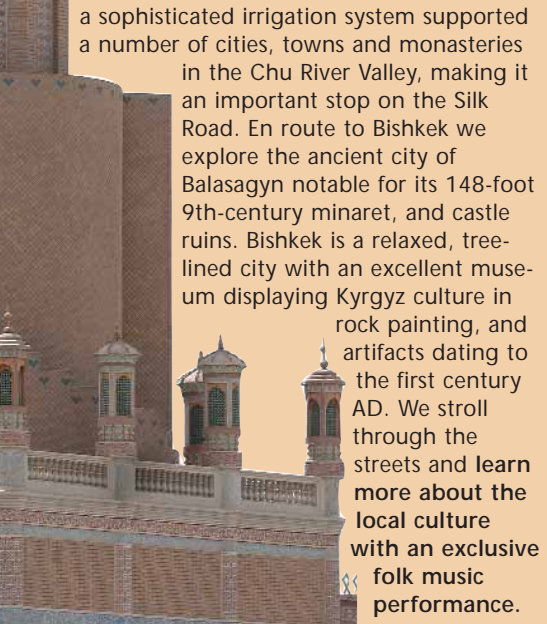 a sophisticated irrigation system supported
a number of cities, towns and monasteries
in the Chu River Valley, making it
an important stop on the Silk
Road. En route to Bishkek we
explore the ancient city of
Balasagyn notable for its 148-foot
9th-century minaret, and castle
ruins. Bishkek is a relaxed, tree-
lined city with an excellent muse-
um displaying Kyrgyz culture in
rock painting, and
artifacts dating to
the first century
AD. We stroll
through the
streets and learn
more about the
local culture
with an exclusive
folk music
performance.